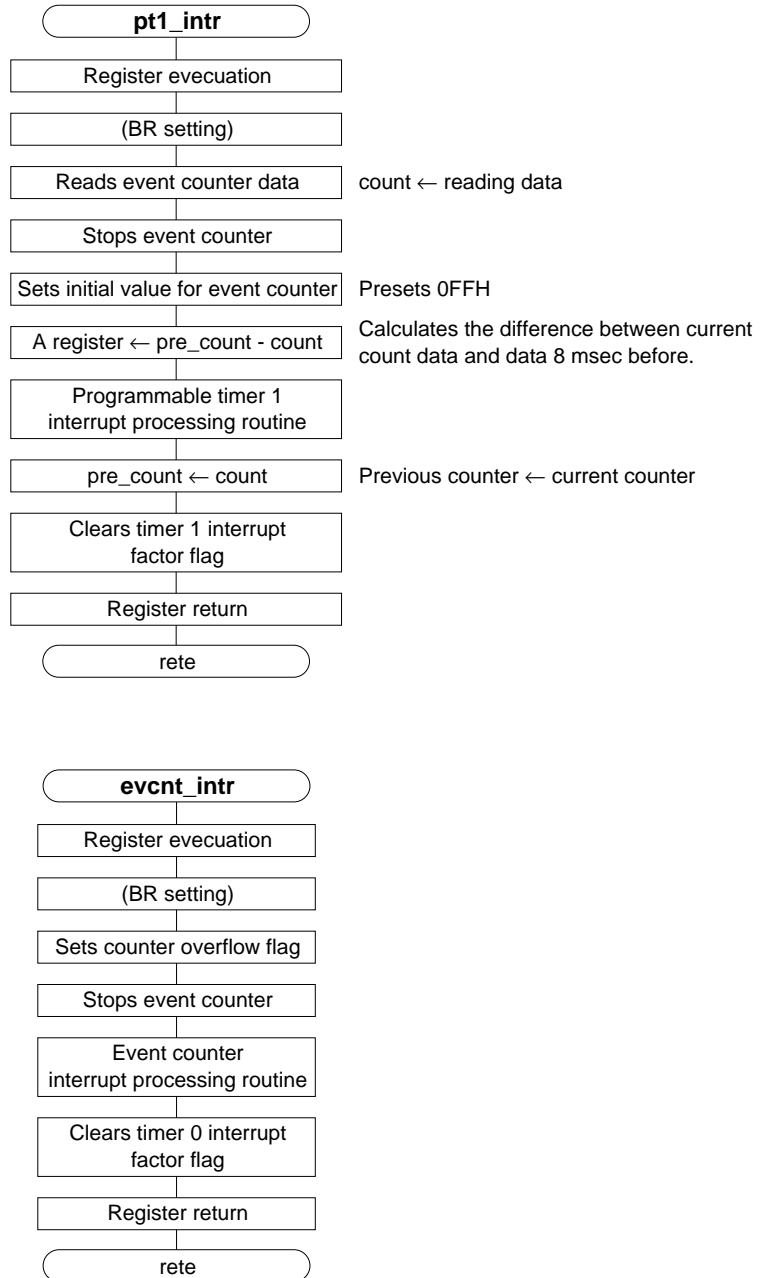 pt1_intr
Register evecuation
(BR setting)
Reads event counter data
count ← reading data
Stops event counter
Sets initial value for event counter
Presets 0FFH
A register ← pre_count - count
Calculates the difference between current
count data and data 8 msec before.
Programmable timer 1
interrupt processing routine
pre_count ← count
Previous counter ← current counter
Clears timer 1 interrupt
factor flag
Register return
rete
evcnt_intr
Register evecuation
(BR setting)
Sets counter overflow flag
Stops event counter
Event counter
interrupt processing routine
Clears timer 0 interrupt
factor flag
Register return
rete